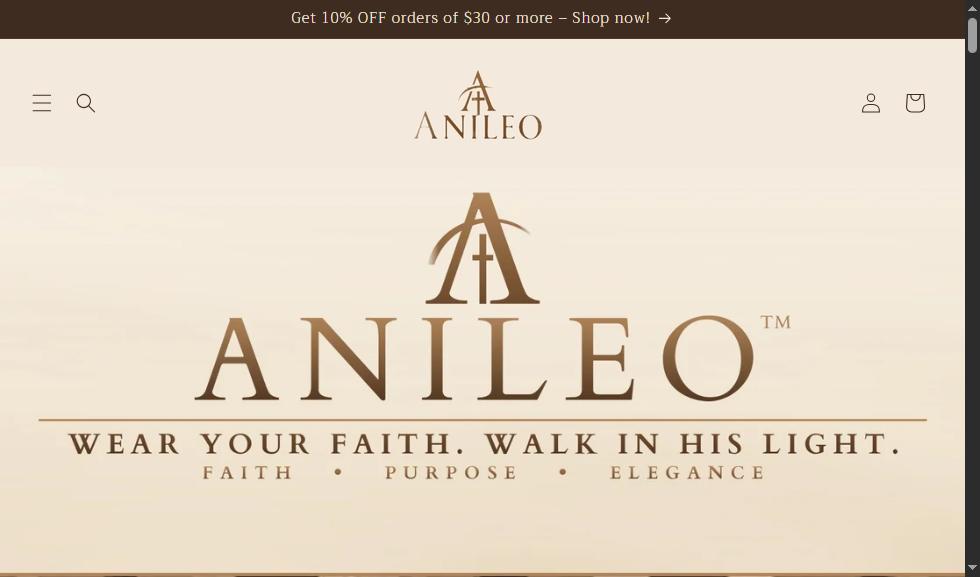 Get 10% OFF orders of $30 or more – Shop now! →
ANILEO
ANILEO™
WEAR YOUR FAITH. WALK IN HIS LIGHT.
FAITH • PURPOSE • ELEGANCE